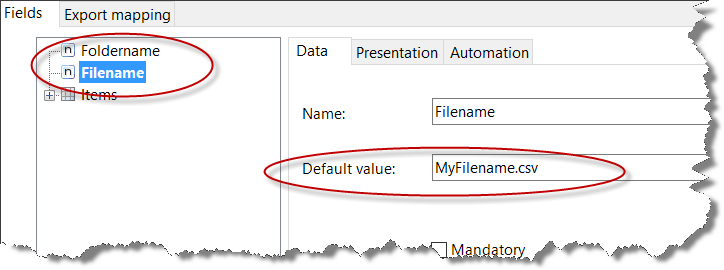 Fields Export mapping
n Foldername
n Filename
Items
Data Presentation Automation
Name: Filename
Default value: MyFilename.csv
Mandatory